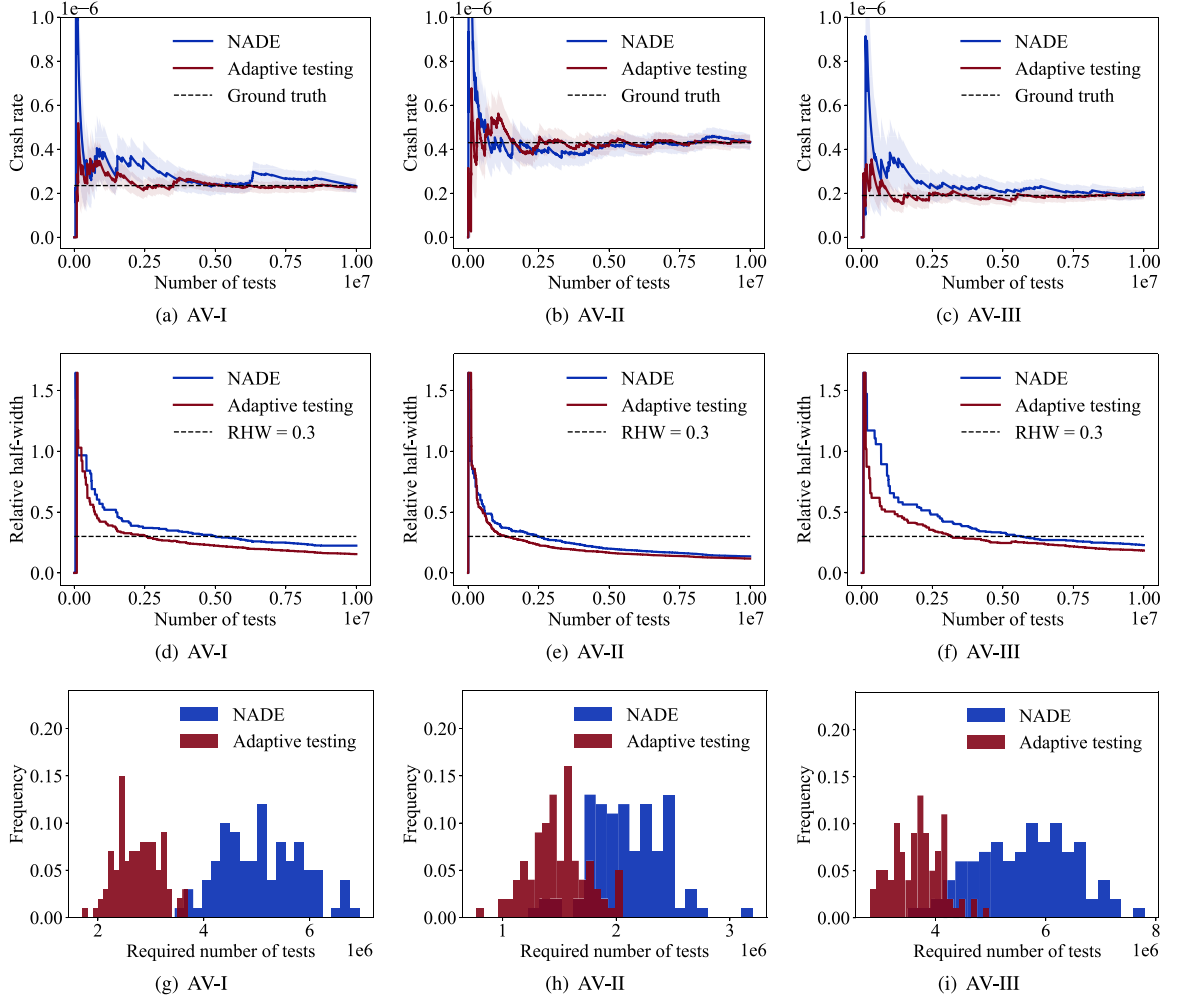 1e−6
1.0
0.8
0.6
0.4
0.2
0.0
Crash rate
NADE
Adaptive testing
Ground truth
0.00 0.25 0.50 0.75 1.00
Number of tests
1e7
(a) AV-I
1e−6
1.0
0.8
0.6
0.4
0.2
0.0
Crash rate
NADE
Adaptive testing
Ground truth
0.00 0.25 0.50 0.75 1.00
Number of tests
1e7
(b) AV-II
1e−6
1.0
0.8
0.6
0.4
0.2
0.0
Crash rate
NADE
Adaptive testing
Ground truth
0.00 0.25 0.50 0.75 1.00
Number of tests
1e7
(c) AV-III
1.5
1.0
0.5
0.0
Relative half-width
NADE
Adaptive testing
RHW = 0.3
0.00 0.25 0.50 0.75 1.00
Number of tests
1e7
(d) AV-I
1.5
1.0
0.5
0.0
Relative half-width
NADE
Adaptive testing
RHW = 0.3
0.00 0.25 0.50 0.75 1.00
Number of tests
1e7
(e) AV-II
1.5
1.0
0.5
0.0
Relative half-width
NADE
Adaptive testing
RHW = 0.3
0.00 0.25 0.50 0.75 1.00
Number of tests
1e7
(f) AV-III
0.20
0.15
0.10
0.05
0.00
Frequency
NADE
Adaptive testing
2 4 6
Required number of tests
1e6
(g) AV-I
0.20
0.15
0.10
0.05
0.00
Frequency
NADE
Adaptive testing
1 2 3
Required number of tests
1e6
(h) AV-II
0.20
0.15
0.10
0.05
0.00
Frequency
NADE
Adaptive testing
4 6 8
Required number of tests
1e6
(i) AV-III